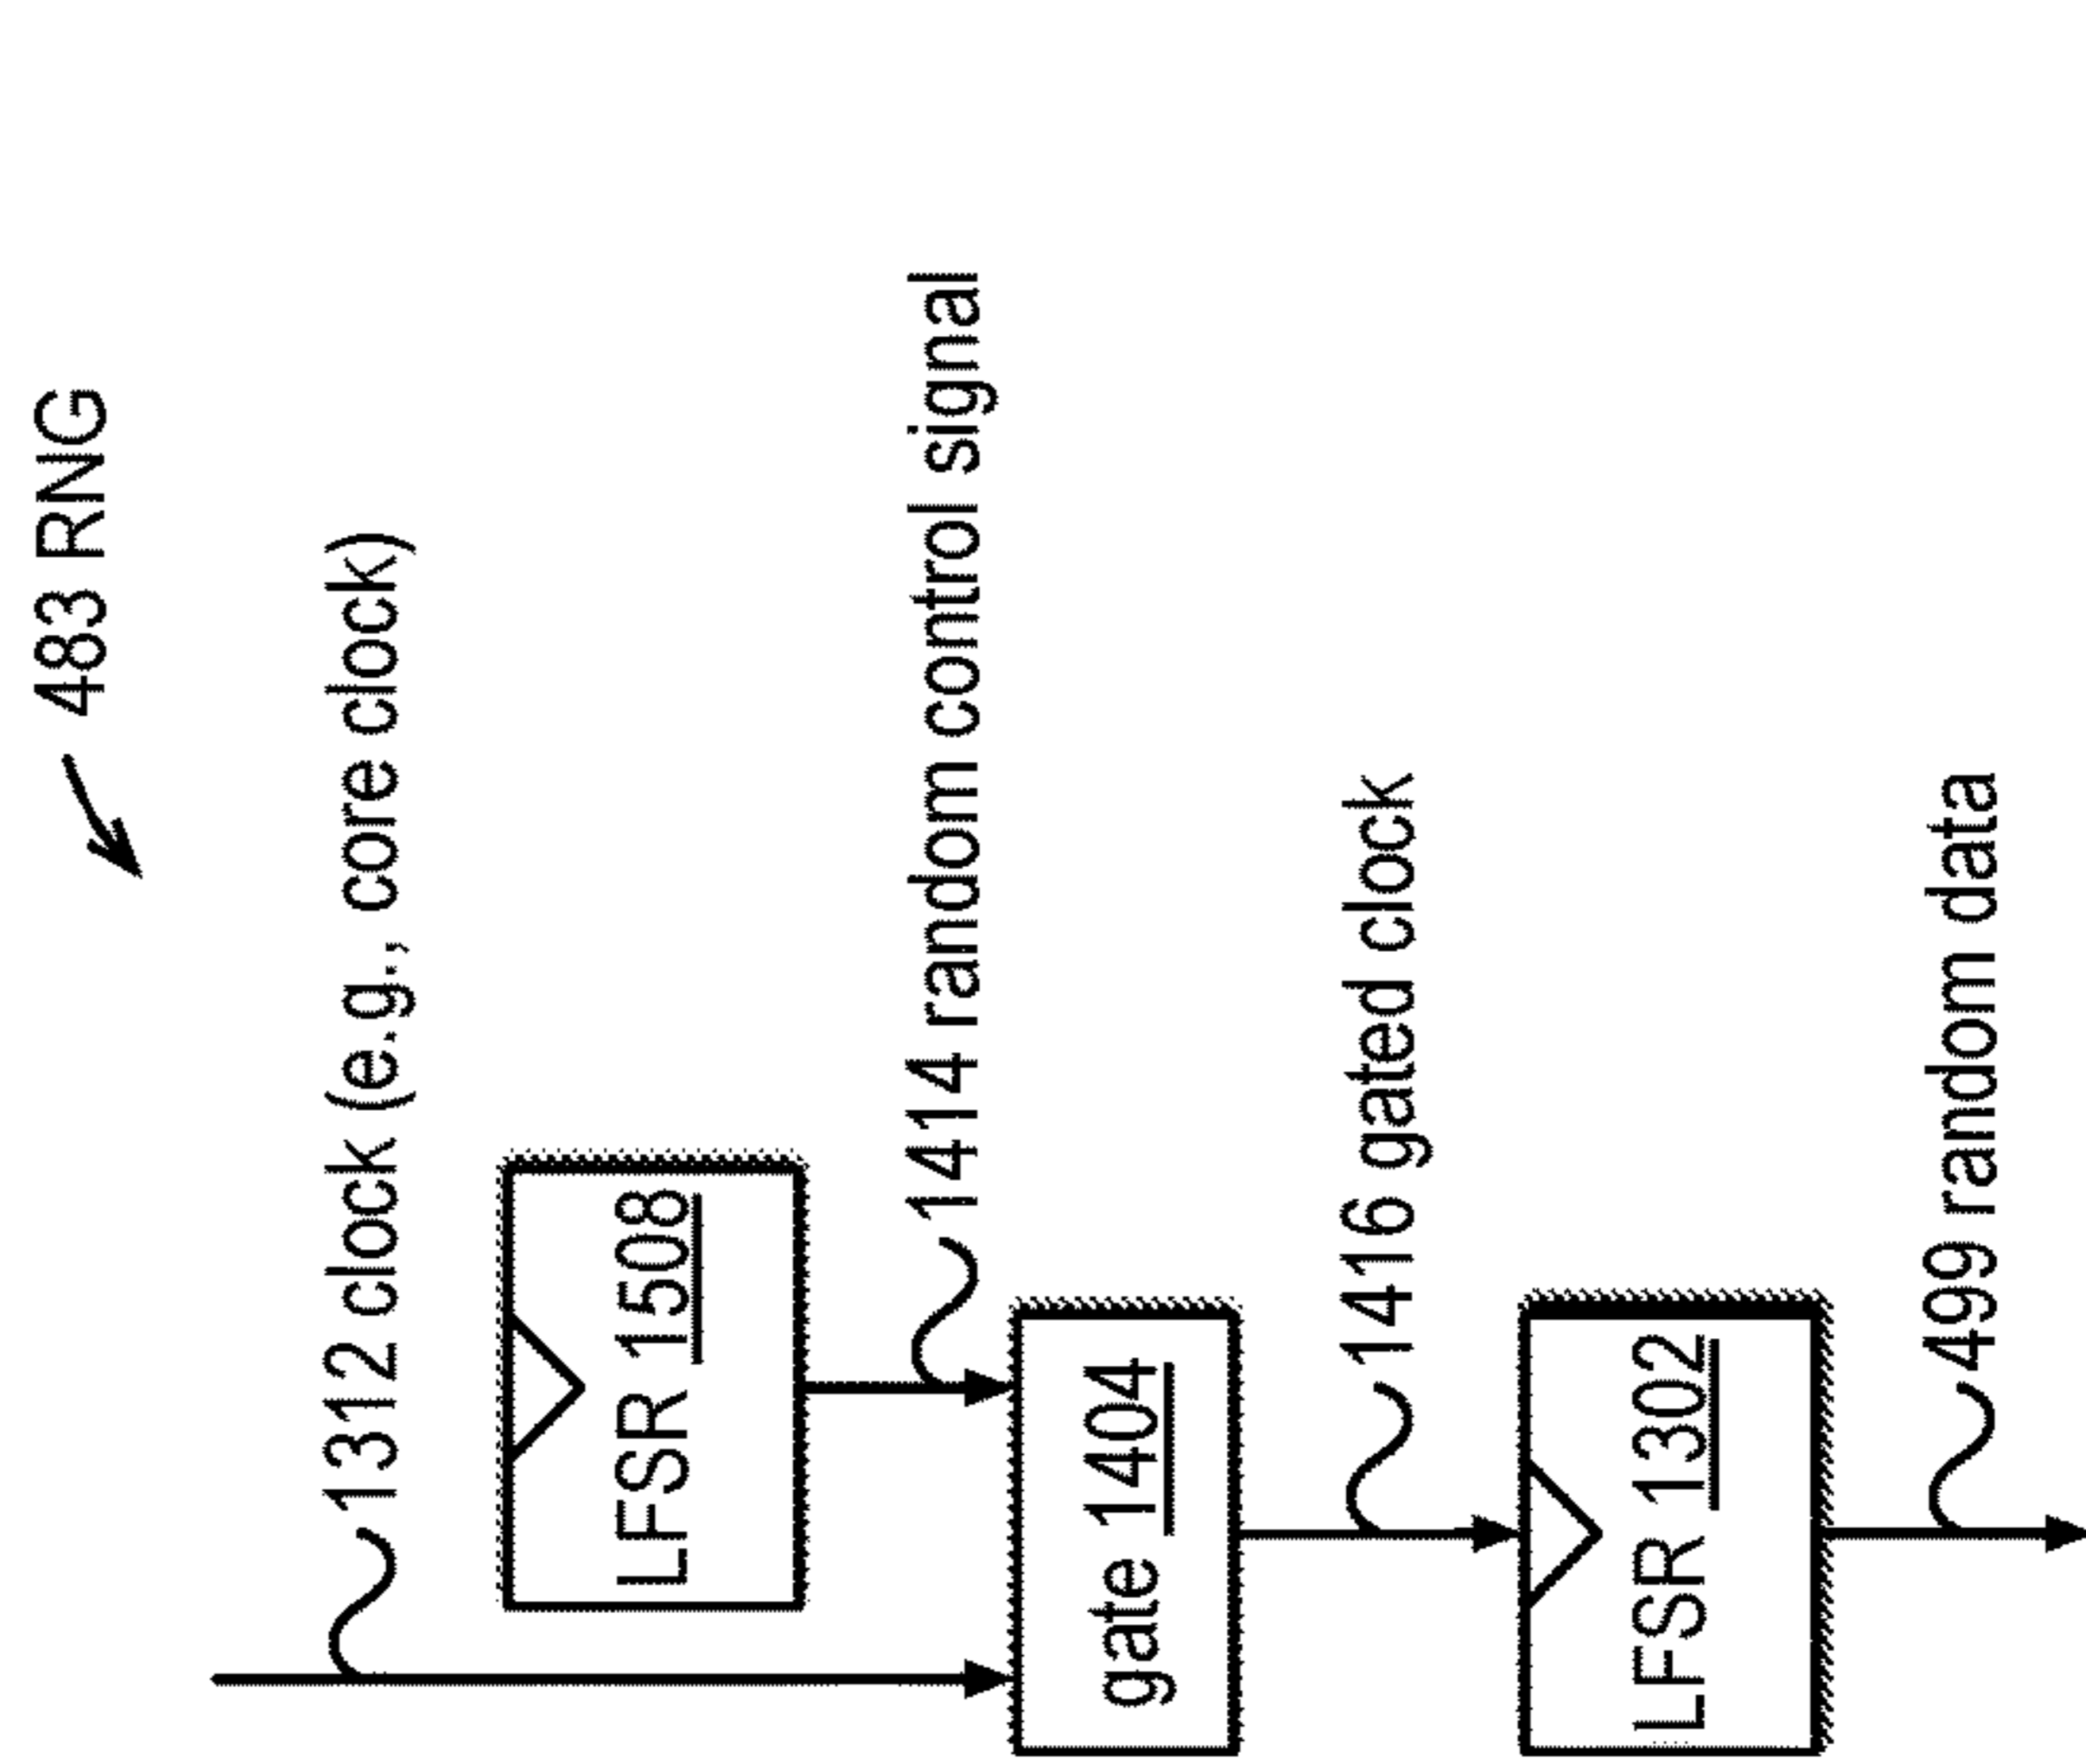 483 RNG
1312 clock (e.g., core clock)
LFSR 1508
1414 random control signal
gate 1404
1416 gated clock
LFSR 1302
499 random data